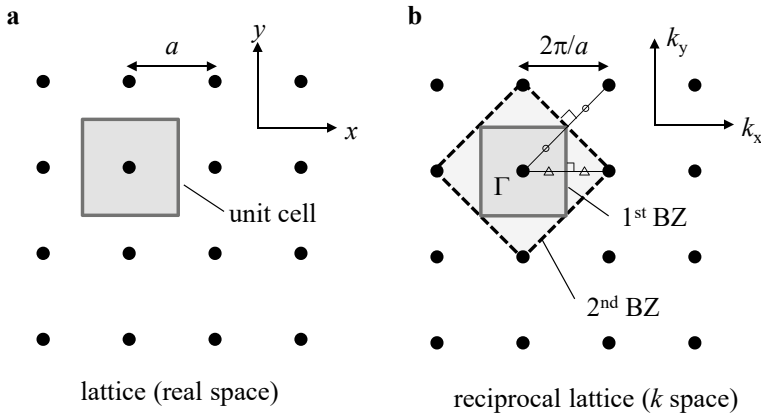 a
a
y
x
unit cell
lattice (real space)
b
2π/a
k_y
k_x
Γ
1st BZ
2nd BZ
reciprocal lattice (k space)